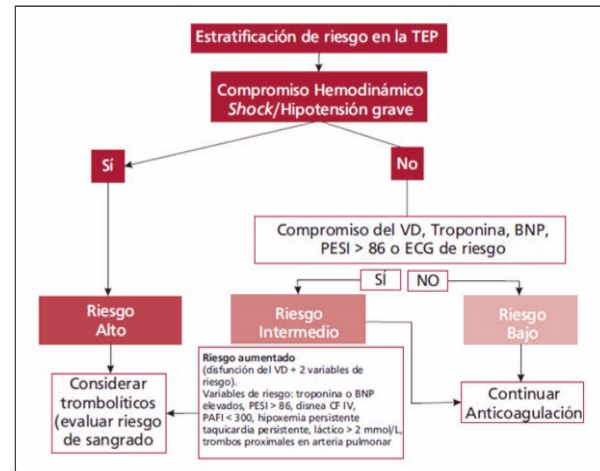 Estratificación de riesgo en la TEP
Compromiso Hemodinámico
Shock/Hipotensión grave
Sí
No
Compromiso del VD, Troponina, BNP,
PESI > 86 o ECG de riesgo
SÍ
NO
Riesgo
Alto
Riesgo
Intermedio
Riesgo
Bajo
Considerar
trombolíticos
(evaluar riesgo
de sangrado
Riesgo aumentado
(disfunción del VD + 2 variables de
riesgo).
Variables de riesgo: troponina o BNP
elevados, PESI > 86, disnea CF IV,
PAFI < 300, hipoxemia persistente
taquicardia persistente, láctico > 2 mmol/L,
trombos proximales en arteria pulmonar
Continuar
Anticoagulación